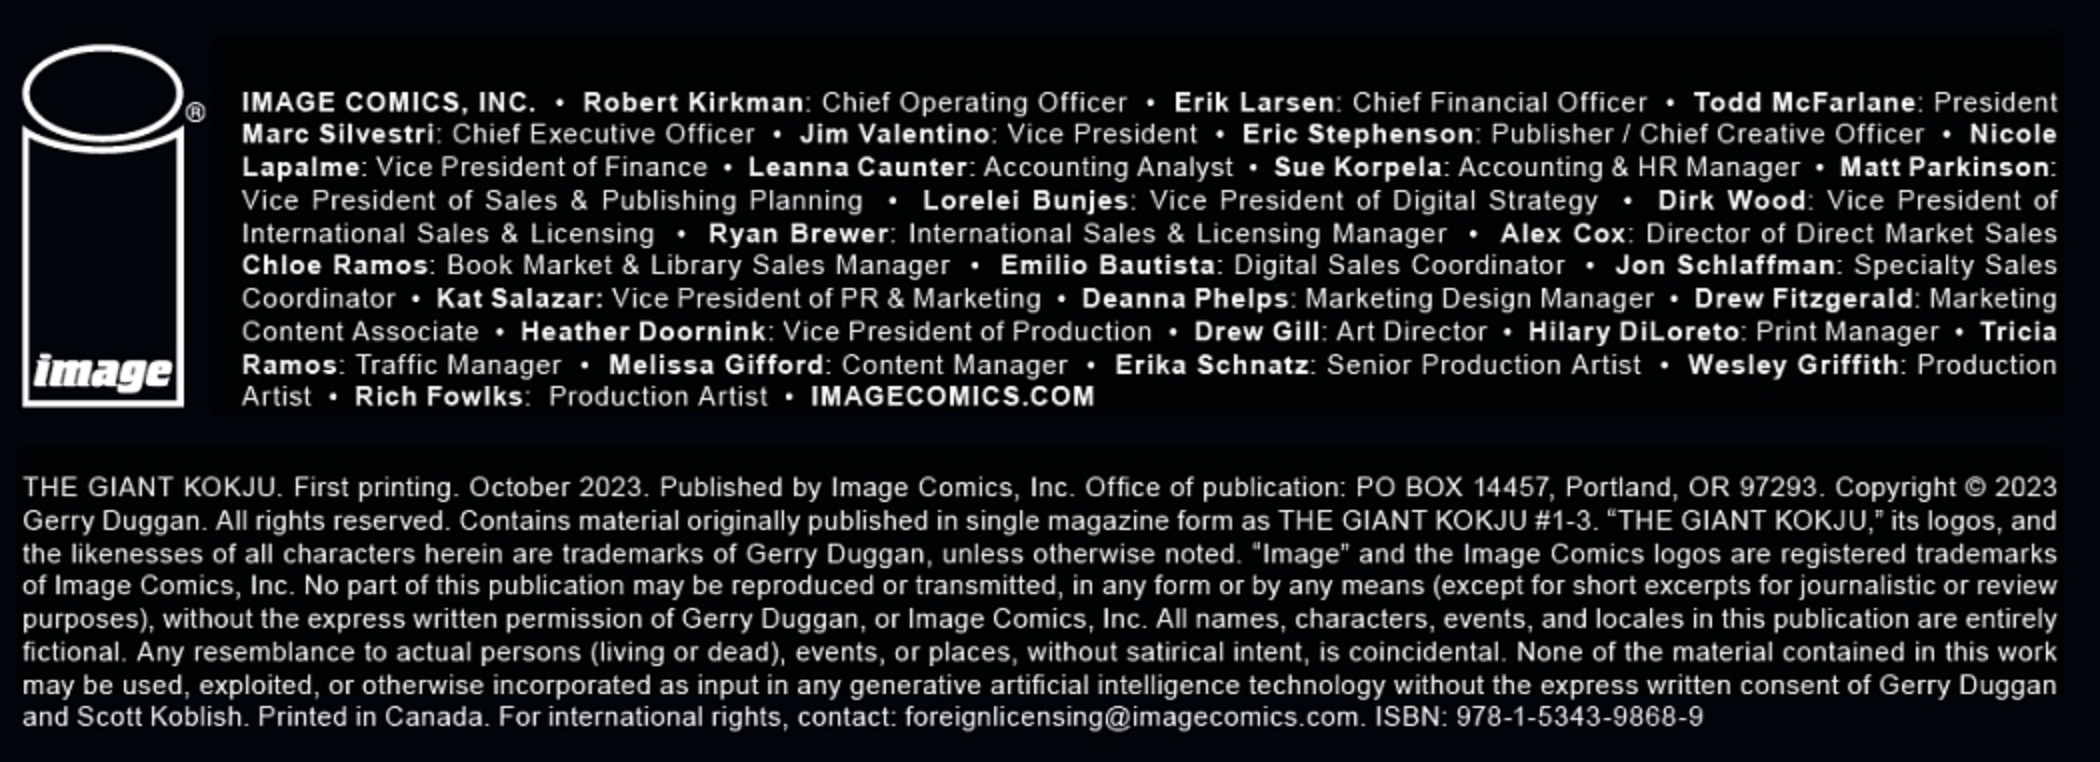 IMAGE COMICS, INC. • Robert Kirkman: Chief Operating Officer • Erik Larsen: Chief Financial Officer • Todd McFarlane: President
Marc Silvestri: Chief Executive Officer • Jim Valentino: Vice President • Eric Stephenson: Publisher / Chief Creative Officer • Nicole
Lapalme: Vice President of Finance • Leanna Caunter: Accounting Analyst • Sue Korpela: Accounting & HR Manager • Matt Parkinson:
Vice President of Sales & Publishing Planning • Lorelei Bunjes: Vice President of Digital Strategy • Dirk Wood: Vice President of
International Sales & Licensing • Ryan Brewer: International Sales & Licensing Manager • Alex Cox: Director of Direct Market Sales
Chloe Ramos: Book Market & Library Sales Manager • Emilio Bautista: Digital Sales Coordinator • Jon Schlaffman: Specialty Sales
Coordinator • Kat Salazar: Vice President of PR & Marketing • Deanna Phelps: Marketing Design Manager • Drew Fitzgerald: Marketing
Content Associate • Heather Doornink: Vice President of Production • Drew Gill: Art Director • Hilary DiLoreto: Print Manager • Tricia
Ramos: Traffic Manager • Melissa Gifford: Content Manager • Erika Schnatz: Senior Production Artist • Wesley Griffith: Production
Artist • Rich Fowlks: Production Artist • IMAGECOMICS.COM
®
image
THE GIANT KOKJU. First printing. October 2023. Published by Image Comics, Inc. Office of publication: PO BOX 14457, Portland, OR 97293. Copyright © 2023
Gerry Duggan. All rights reserved. Contains material originally published in single magazine form as THE GIANT KOKJU #1-3. “THE GIANT KOKJU,” its logos, and
the likenesses of all characters herein are trademarks of Gerry Duggan, unless otherwise noted. “Image” and the Image Comics logos are registered trademarks
of Image Comics, Inc. No part of this publication may be reproduced or transmitted, in any form or by any means (except for short excerpts for journalistic or review
purposes), without the express written permission of Gerry Duggan, or Image Comics, Inc. All names, characters, events, and locales in this publication are entirely
fictional. Any resemblance to actual persons (living or dead), events, or places, without satirical intent, is coincidental. None of the material contained in this work
may be used, exploited, or otherwise incorporated as input in any generative artificial intelligence technology without the express written consent of Gerry Duggan
and Scott Koblish. Printed in Canada. For international rights, contact: foreignlicensing@imagecomics.com. ISBN: 978-1-5343-9868-9